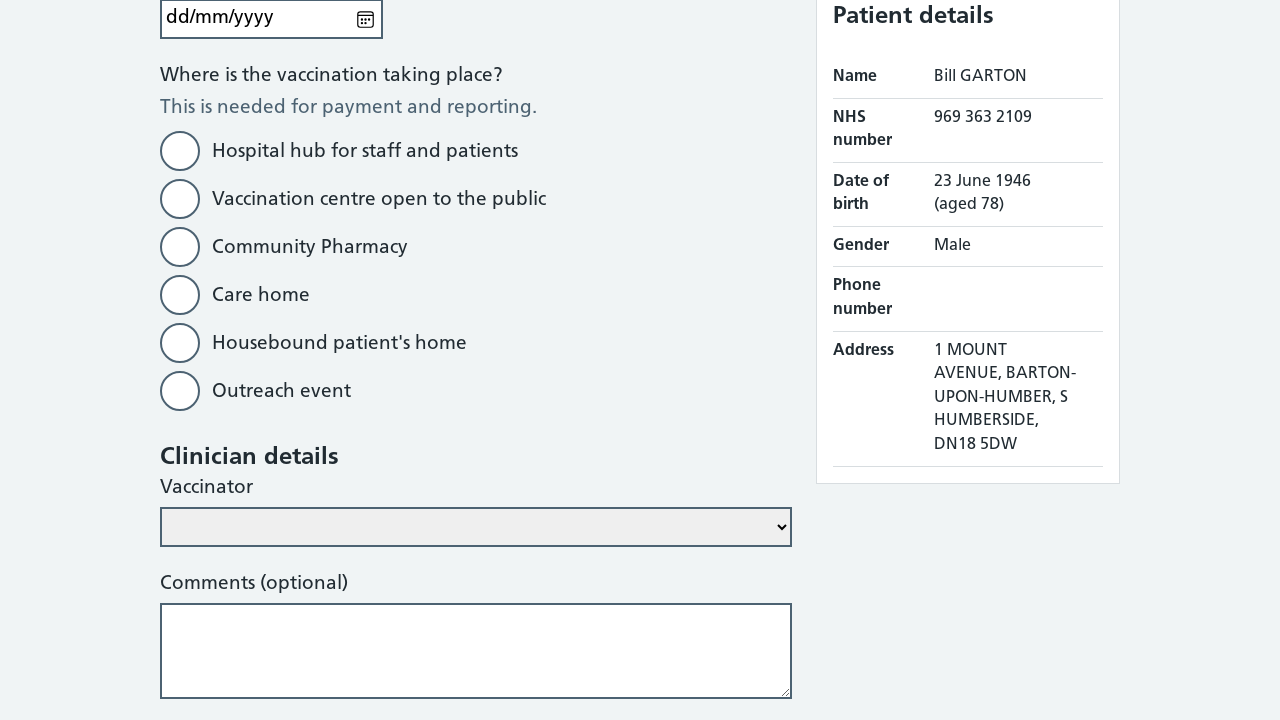 dd/mm/yyyy
Where is the vaccination taking place?
This is needed for payment and reporting.
Hospital hub for staff and patients
Vaccination centre open to the public
Community Pharmacy
Care home
Housebound patient's home
Outreach event
Clinician details
Vaccinator
Comments (optional)
Patient details
Name Bill GARTON
NHS number 969 363 2109
Date of birth 23 June 1946
(aged 78)
Gender Male
Phone number
Address 1 MOUNT
AVENUE, BARTON-
UPON-HUMBER, S
HUMBERSIDE,
DN18 5DW